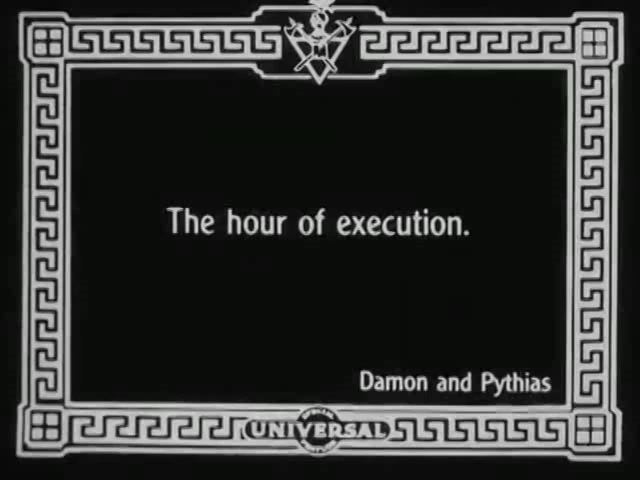 The hour of execution.
Damon and Pythias
UNIVERSAL